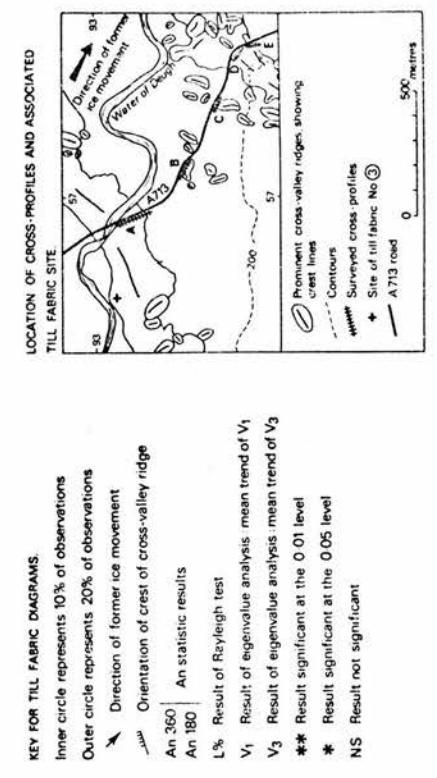 KEY FOR TILL FABRIC DIAGRAMS.
Inner circle represents 10% of observations
Outer circle represents 20% of observations
Direction of former ice movement
Orientation of crest of cross-valley ridge
An 360
An 180
An statistic results
L% Result of Rayleigh test
V1 Result of eigenvalue analysis : mean trend of V1
V3 Result of eigenvalue analysis : mean trend of V3
** Result significant at the 0·01 level
* Result significant at the 0·05 level
NS Result not significant
LOCATION OF CROSS-PROFILES AND ASSOCIATED
TILL FABRIC SITE.
93
57
93
Direction of former
ice movement
Water of Deugh
A
A713
B
C
D
E
57
200
Prominent cross-valley ridges, showing
crest lines
Contours
Surveyed cross-profiles
+ Site of till fabric No 3
A 713 road
0
500
metres